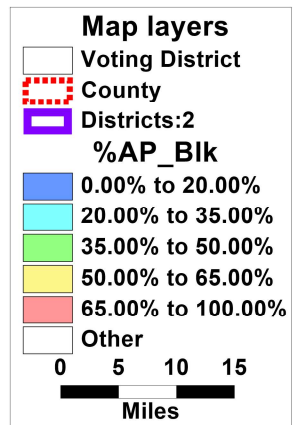 Map layers
Voting District
County
Districts:2
%AP_Blk
0.00% to 20.00%
20.00% to 35.00%
35.00% to 50.00%
50.00% to 65.00%
65.00% to 100.00%
Other
0 5 10 15
Miles